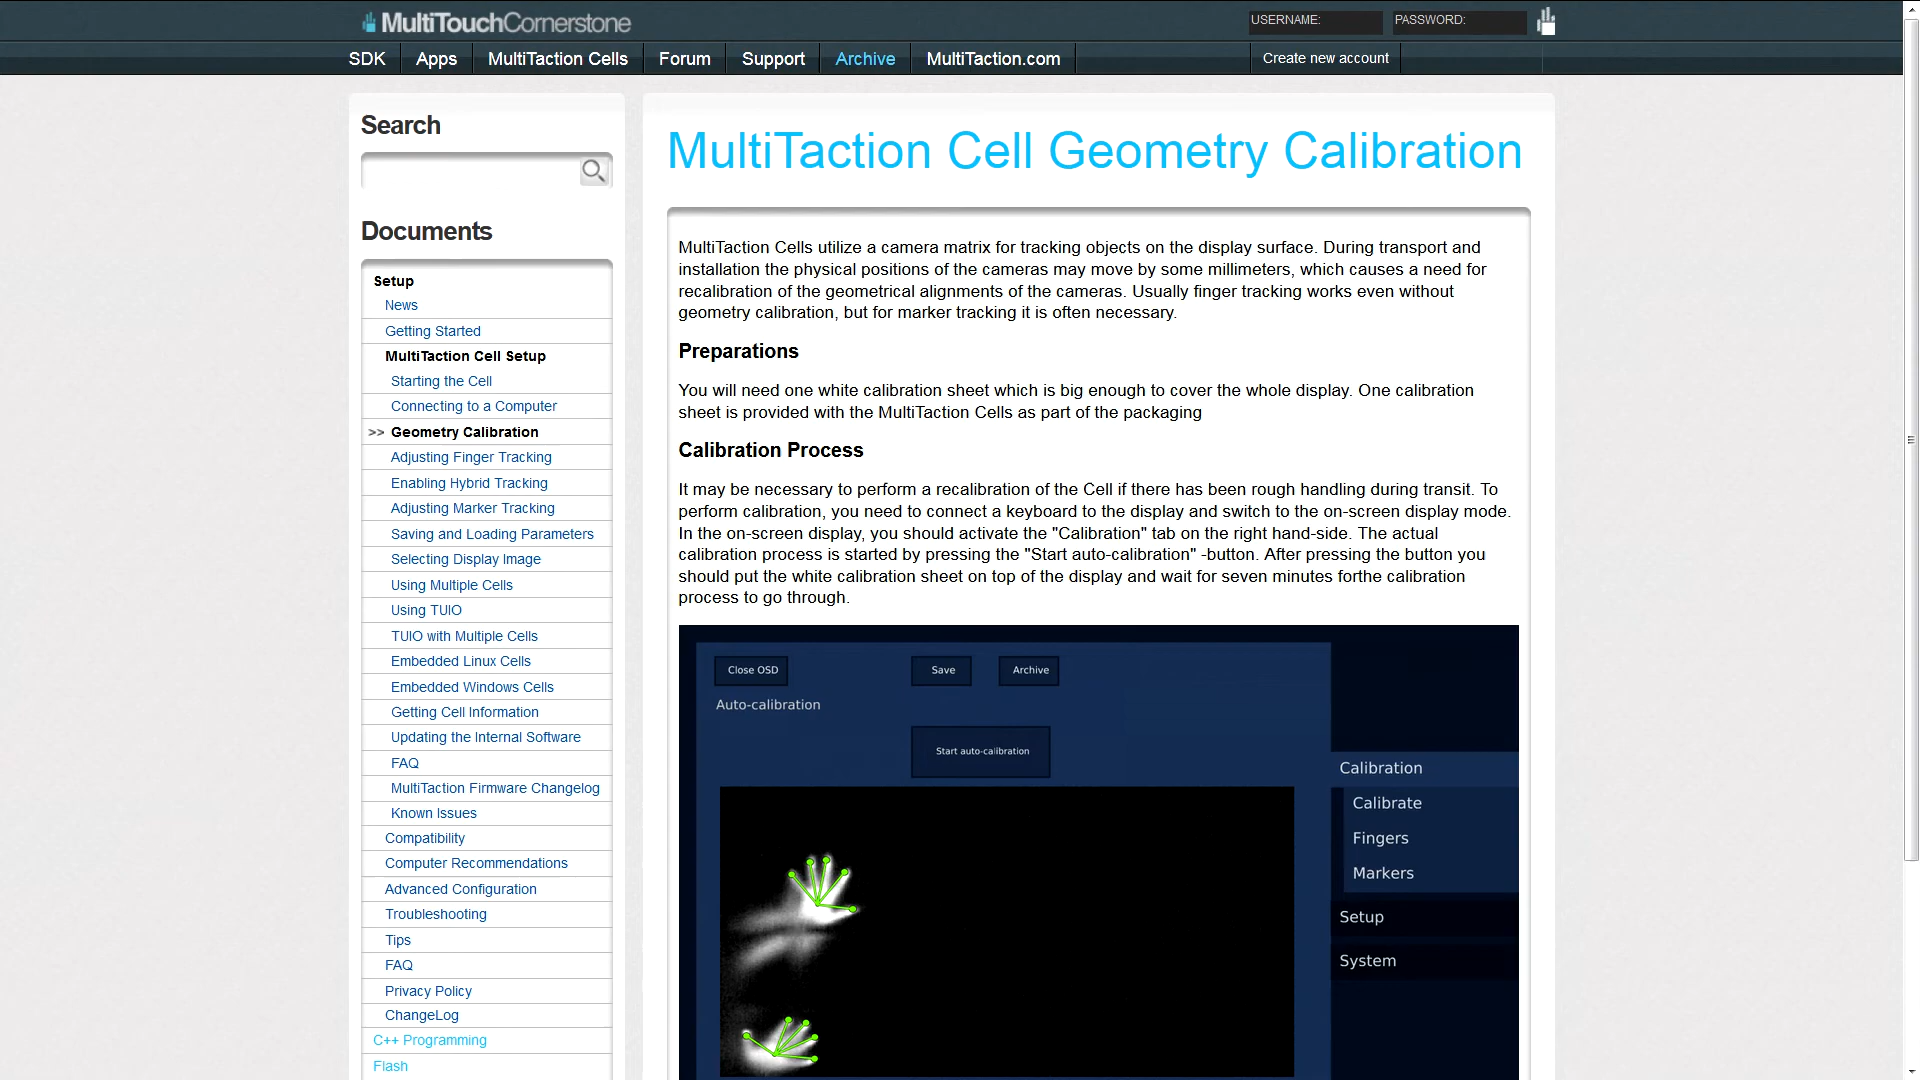 MultiTouchCornerstone
USERNAME:
PASSWORD:
SDK
Apps
MultiTaction Cells
Forum
Support
Archive
MultiTaction.com
Create new account
Search
Documents
Setup
News
Getting Started
MultiTaction Cell Setup
Starting the Cell
Connecting to a Computer
>> Geometry Calibration
Adjusting Finger Tracking
Enabling Hybrid Tracking
Adjusting Marker Tracking
Saving and Loading Parameters
Selecting Display Image
Using Multiple Cells
Using TUIO
TUIO with Multiple Cells
Embedded Linux Cells
Embedded Windows Cells
Getting Cell Information
Updating the Internal Software
FAQ
MultiTaction Firmware Changelog
Known Issues
Compatibility
Computer Recommendations
Advanced Configuration
Troubleshooting
Tips
FAQ
Privacy Policy
ChangeLog
C++ Programming
Flash
MultiTaction Cell Geometry Calibration
MultiTaction Cells utilize a camera matrix for tracking objects on the display surface. During transport and
installation the physical positions of the cameras may move by some millimeters, which causes a need for
recalibration of the geometrical alignments of the cameras. Usually finger tracking works even without
geometry calibration, but for marker tracking it is often necessary.
Preparations
You will need one white calibration sheet which is big enough to cover the whole display. One calibration
sheet is provided with the MultiTaction Cells as part of the packaging
Calibration Process
It may be necessary to perform a recalibration of the Cell if there has been rough handling during transit. To
perform calibration, you need to connect a keyboard to the display and switch to the on-screen display mode.
In the on-screen display, you should activate the "Calibration" tab on the right hand-side. The actual
calibration process is started by pressing the "Start auto-calibration" -button. After pressing the button you
should put the white calibration sheet on top of the display and wait for seven minutes forthe calibration
process to go through.
Close OSD
Save
Archive
Auto-calibration
Start auto-calibration
Calibration
Calibrate
Fingers
Markers
Setup
System